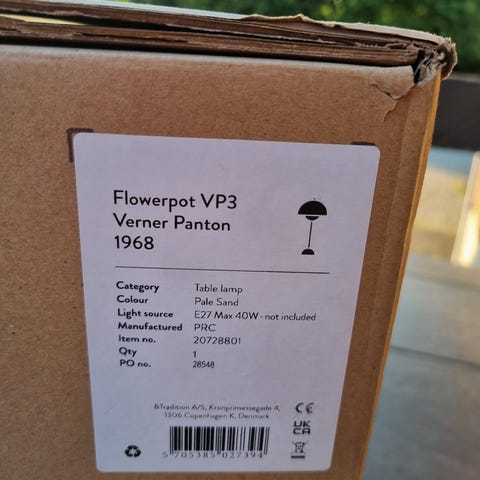 Flowerpot VP3
Verner Panton
1968
Category Table lamp
Colour Pale Sand
Light source E27 Max 40W - not included
Manufactured PRC
Item no. 20728801
Qty 1
PO no. 28548
&Tradition A/S, Kronprinsessegade 4,
1306 Copenhagen K, Denmark
CE
UK
CA
5 705385 027394